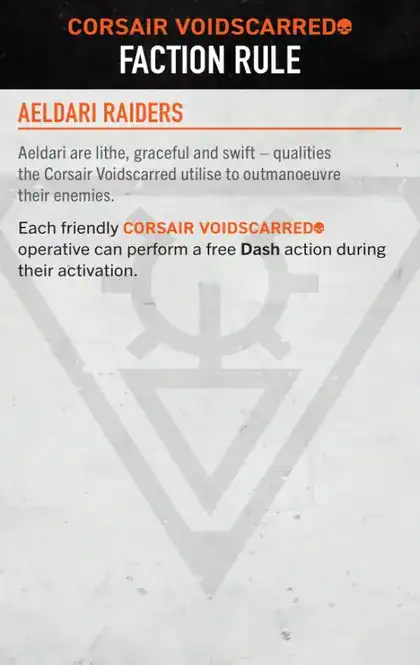 CORSAIR VOIDSCARRED
FACTION RULE
AELDARI RAIDERS
Aeldari are lithe, graceful and swift – qualities
the Corsair Voidscarred utilise to outmanoeuvre
their enemies.
Each friendly CORSAIR VOIDSCARRED
operative can perform a free Dash action during
their activation.